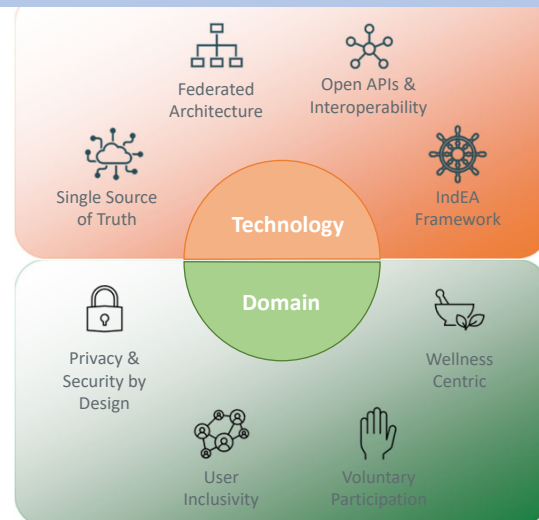 Federated
Architecture
Open APIs &
Interoperability
Single Source
of Truth
IndEA
Framework
Technology
Domain
Privacy &
Security by
Design
Wellness
Centric
User
Inclusivity
Voluntary
Participation